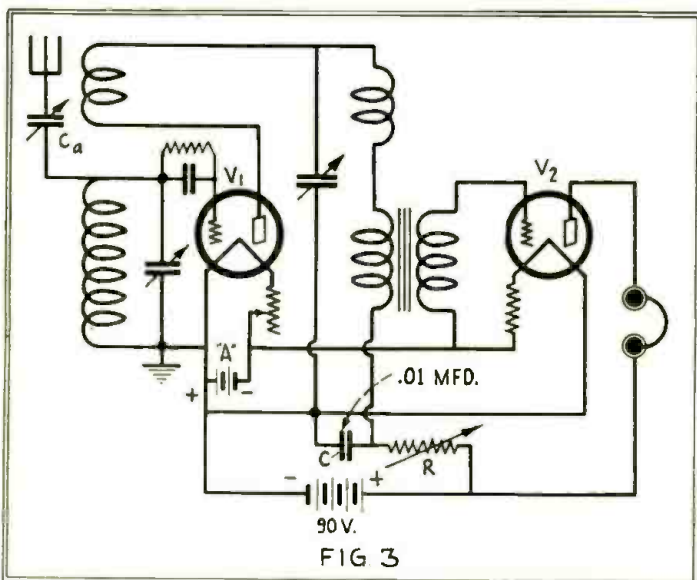 Ca
V1
V2
"A"
+
-
.01 MFD.
C
R
-
+
90 V.
FIG 3